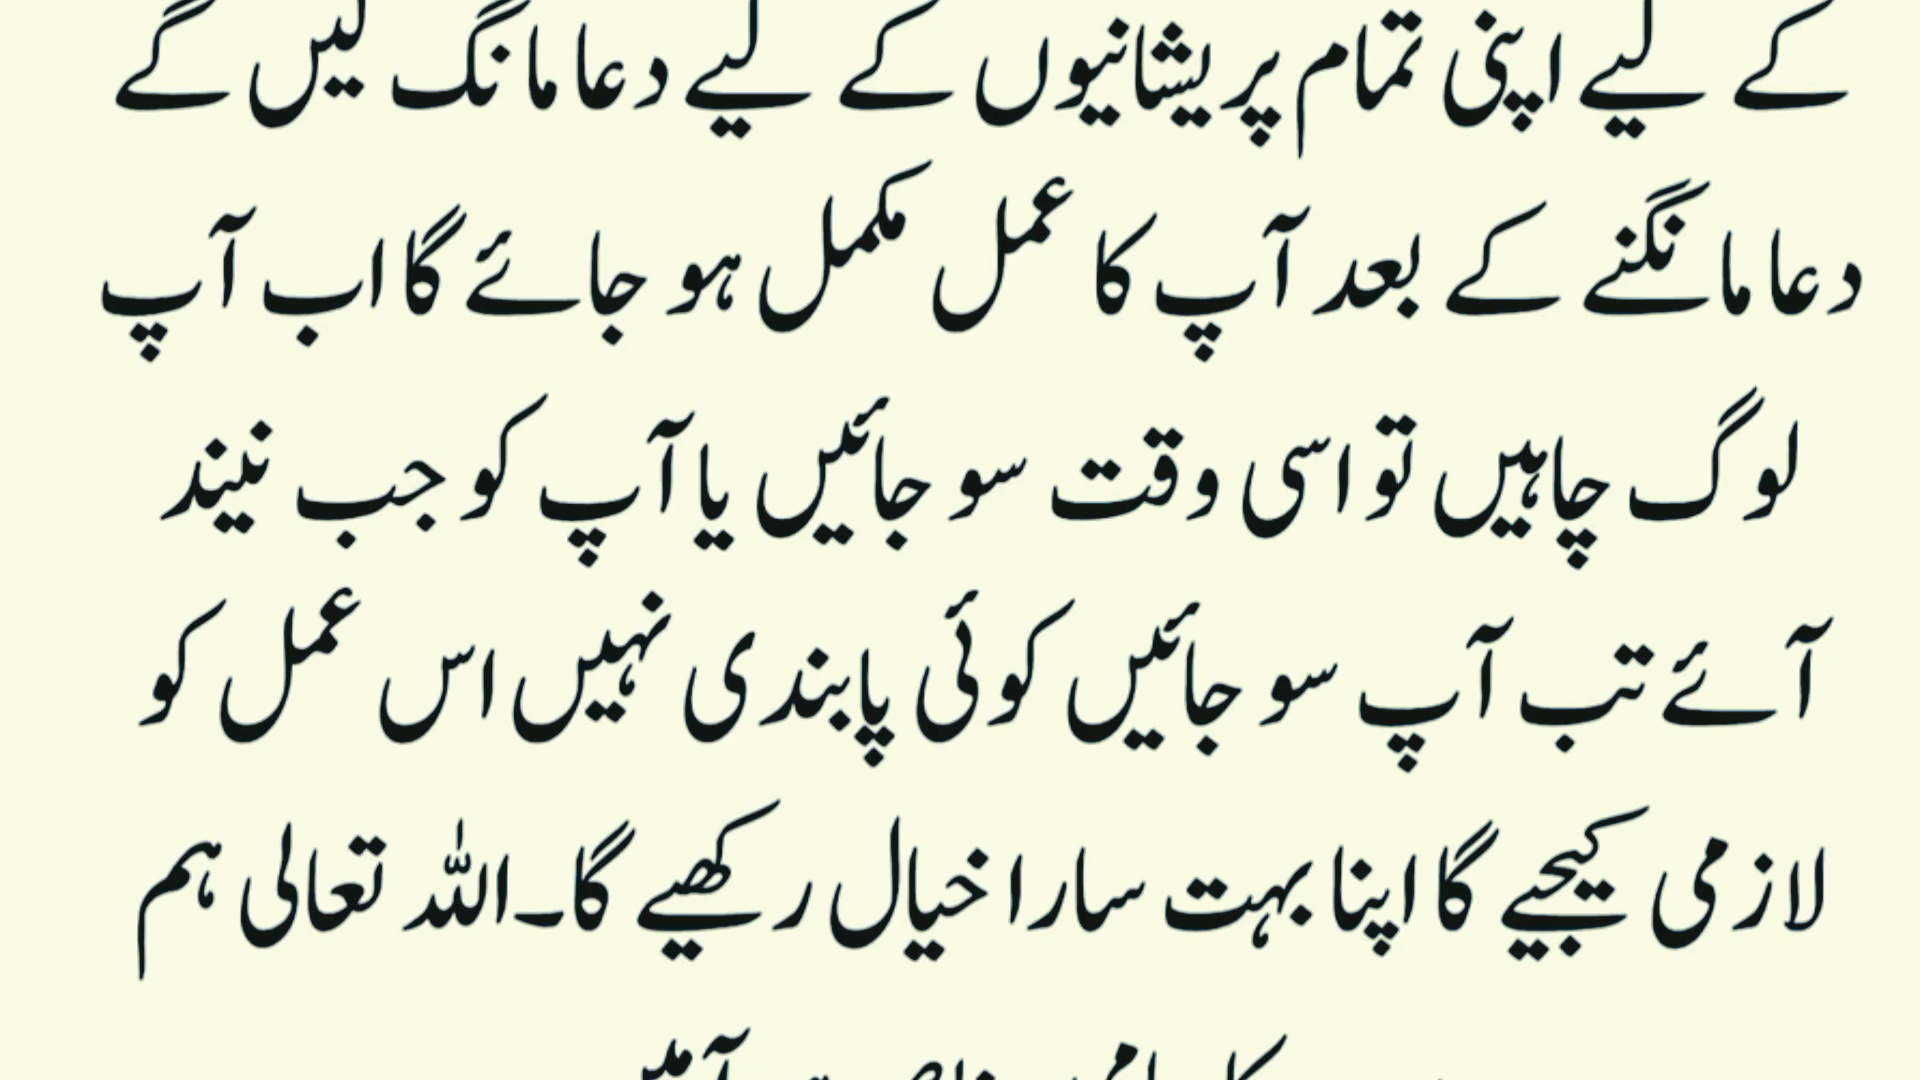 کے لیے اپنی تمام پریشانیوں کے لیے دعا مانگ لیں گے
دعا مانگنے کے بعد آپ کا عمل مکمل ہو جائے گا اب آپ
لوگ چاہیں تو اسی وقت سو جائیں یا آپ کو جب نیند
آئے تب آپ سو جائیں کوئی پابندی نہیں اس عمل کو
لازمی کیجیے گا اپنا بہت سارا خیال رکھیے گا۔اللہ تعالی ہم